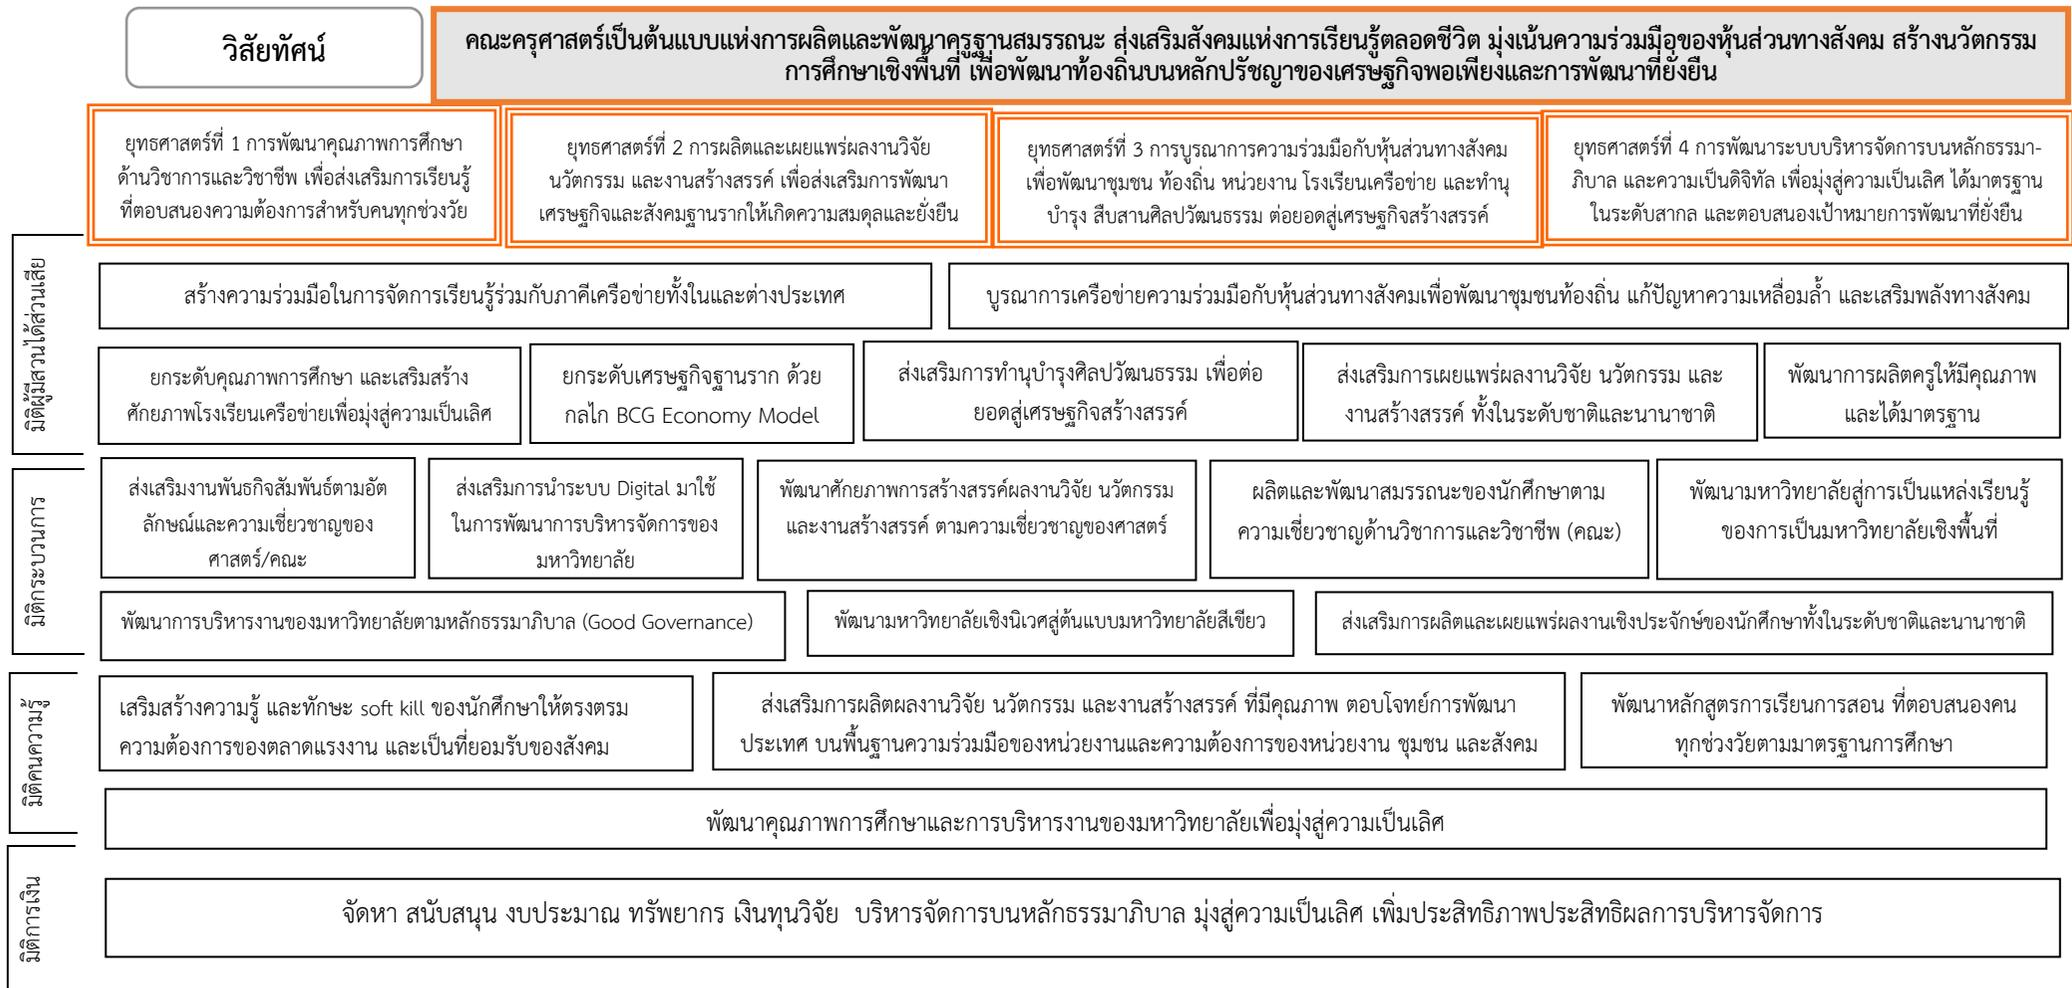 วิสัยทัศน์
คณะครุศาสตร์เป็นต้นแบบแห่งการผลิตและพัฒนาครูฐานสมรรถนะ ส่งเสริมสังคมแห่งการเรียนรู้ตลอดชีวิต มุ่งเน้นความร่วมมือของหุ้นส่วนทางสังคม สร้างนวัตกรรม
การศึกษาเชิงพื้นที่ เพื่อพัฒนาท้องถิ่นบนหลักปรัชญาของเศรษฐกิจพอเพียงและการพัฒนาที่ยั่งยืน
ยุทธศาสตร์ที่ 1 การพัฒนาคุณภาพการศึกษา
ด้านวิชาการและวิชาชีพ เพื่อส่งเสริมการเรียนรู้
ที่ตอบสนองความต้องการสำหรับคนทุกช่วงวัย
ยุทธศาสตร์ที่ 2 การผลิตและเผยแพร่ผลงานวิจัย
นวัตกรรม และงานสร้างสรรค์ เพื่อส่งเสริมการพัฒนา
เศรษฐกิจและสังคมฐานรากให้เกิดความสมดุลและยั่งยืน
ยุทธศาสตร์ที่ 3 การบูรณาการความร่วมมือกับหุ้นส่วนทางสังคม
เพื่อพัฒนาชุมชน ท้องถิ่น หน่วยงาน โรงเรียนเครือข่าย และทำนุ
บำรุง สืบสานศิลปวัฒนธรรม ต่อยอดสู่เศรษฐกิจสร้างสรรค์
ยุทธศาสตร์ที่ 4 การพัฒนาระบบบริหารจัดการบนหลักธรรมา-
ภิบาล และความเป็นดิจิทัล เพื่อมุ่งสู่ความเป็นเลิศ ได้มาตรฐาน
ในระดับสากล และตอบสนองเป้าหมายการพัฒนาที่ยั่งยืน
มิติผู้มีสวนได้ส่วนเสีย
สร้างความร่วมมือในการจัดการเรียนรู้ร่วมกับภาคีเครือข่ายทั้งในและต่างประเทศ
บูรณาการเครือข่ายความร่วมมือกับหุ้นส่วนทางสังคมเพื่อพัฒนาชุมชนท้องถิ่น แก้ปัญหาความเหลื่อมล้ำ และเสริมพลังทางสังคม
ยกระดับคุณภาพการศึกษา และเสริมสร้าง
ศักยภาพโรงเรียนเครือข่ายเพื่อมุ่งสู่ความเป็นเลิศ
ยกระดับเศรษฐกิจฐานราก ด้วย
กลไก BCG Economy Model
ส่งเสริมการทำนุบำรุงศิลปวัฒนธรรม เพื่อต่อ
ยอดสู่เศรษฐกิจสร้างสรรค์
ส่งเสริมการเผยแพร่ผลงานวิจัย นวัตกรรม และ
งานสร้างสรรค์ ทั้งในระดับชาติและนานาชาติ
พัฒนาการผลิตครูให้มีคุณภาพ
และได้มาตรฐาน
มิติกระบวนการ
ส่งเสริมงานพันธกิจสัมพันธ์ตามอัต
ลักษณ์และความเชี่ยวชาญของ
ศาสตร์/คณะ
ส่งเสริมการนำระบบ Digital มาใช้
ในการพัฒนาการบริหารจัดการของ
มหาวิทยาลัย
พัฒนาศักยภาพการสร้างสรรค์ผลงานวิจัย นวัตกรรม
และงานสร้างสรรค์ ตามความเชี่ยวชาญของศาสตร์
ผลิตและพัฒนาสมรรถนะของนักศึกษาตาม
ความเชี่ยวชาญด้านวิชาการและวิชาชีพ (คณะ)
พัฒนามหาวิทยาลัยสู่การเป็นแหล่งเรียนรู้
ของการเป็นมหาวิทยาลัยเชิงพื้นที่
พัฒนาการบริหารงานของมหาวิทยาลัยตามหลักธรรมาภิบาล (Good Governance)
พัฒนามหาวิทยาลัยเชิงนิเวศสู่ต้นแบบมหาวิทยาลัยสีเขียว
ส่งเสริมการผลิตและเผยแพร่ผลงานเชิงประจักษ์ของนักศึกษาทั้งในระดับชาติและนานาชาติ
มิติคนความรู้
เสริมสร้างความรู้ และทักษะ soft kill ของนักศึกษาให้ตรงตรม
ความต้องการของตลาดแรงงาน และเป็นที่ยอมรับของสังคม
ส่งเสริมการผลิตผลงานวิจัย นวัตกรรม และงานสร้างสรรค์ ที่มีคุณภาพ ตอบโจทย์การพัฒนา
ประเทศ บนพื้นฐานความร่วมมือของหน่วยงานและความต้องการของหน่วยงาน ชุมชน และสังคม
พัฒนาหลักสูตรการเรียนการสอน ที่ตอบสนองคน
ทุกช่วงวัยตามมาตรฐานการศึกษา
พัฒนาคุณภาพการศึกษาและการบริหารงานของมหาวิทยาลัยเพื่อมุ่งสู่ความเป็นเลิศ
มิติการเงิน
จัดหา สนับสนุน งบประมาณ ทรัพยากร เงินทุนวิจัย บริหารจัดการบนหลักธรรมาภิบาล มุ่งสู่ความเป็นเลิศ เพิ่มประสิทธิภาพประสิทธิผลการบริหารจัดการ